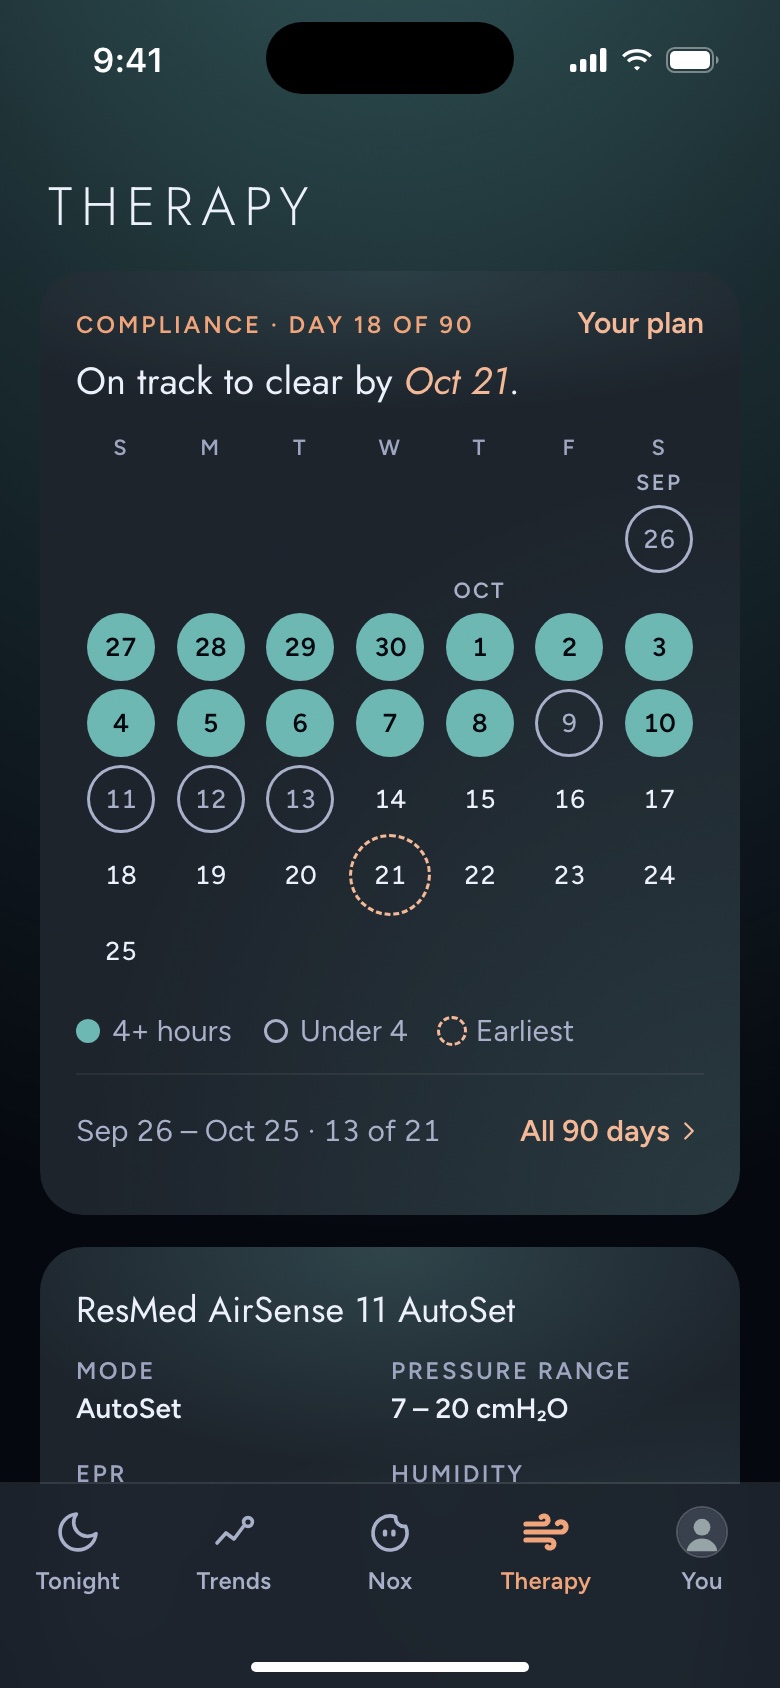 9:41
THERAPY
COMPLIANCE · DAY 18 OF 90 Your plan
On track to clear by Oct 21.
S M T W T F S
SEP
26
OCT
27 28 29 30 1 2 3
4 5 6 7 8 9 10
11 12 13 14 15 16 17
18 19 20 21 22 23 24
25
4+ hours Under 4 Earliest
Sep 26 – Oct 25 · 13 of 21 All 90 days
ResMed AirSense 11 AutoSet
MODE PRESSURE RANGE
AutoSet 7 – 20 cmH₂O
EPR HUMIDITY
Tonight Trends Nox Therapy You